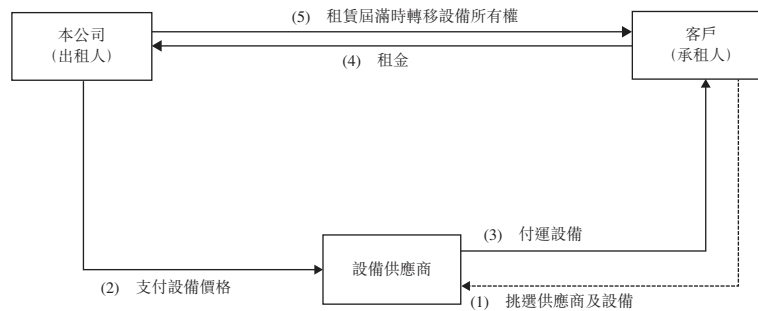 (5) 租賃屆滿時轉移設備所有權
本公司
(出租人)
客戶
(承租人)
(4) 租金
(3) 付運設備
設備供應商
(2) 支付設備價格
(1) 挑選供應商及設備